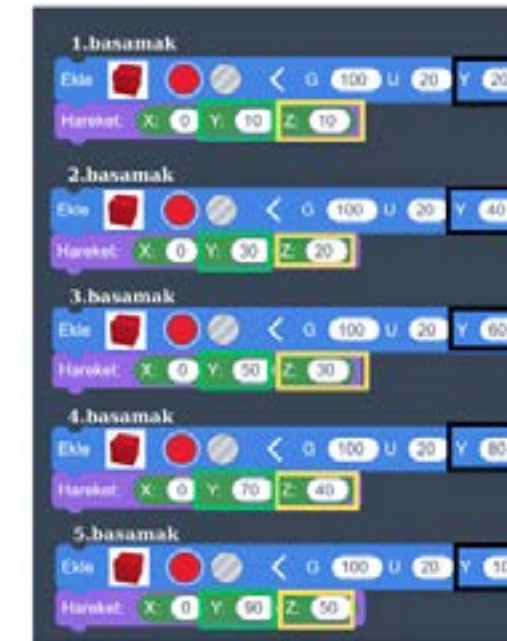 1.basamak
Ekle G 100 U 20 Y 20
Hareket: X: 0 Y: 10 Z: 10
2.basamak
Ekle G 100 U 20 Y 40
Hareket: X: 0 Y: 30 Z: 20
3.basamak
Ekle G 100 U 20 Y 60
Hareket: X: 0 Y: 50 Z: 30
4.basamak
Ekle G 100 U 20 Y 80
Hareket: X: 0 Y: 70 Z: 40
5.basamak
Ekle G 100 U 20 Y
Hareket: X: 0 Y: 90 Z: 50